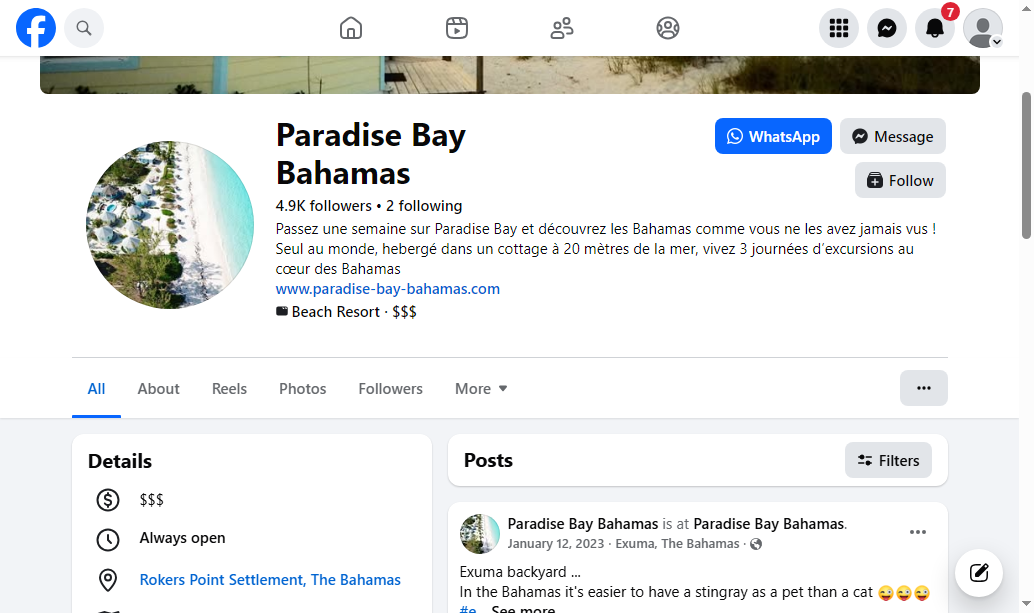 7
Paradise Bay
Bahamas
WhatsApp
Message
Follow
4.9K followers • 2 following
Passez une semaine sur Paradise Bay et découvrez les Bahamas comme vous ne les avez jamais vus !
Seul au monde, hebergé dans un cottage à 20 mètres de la mer, vivez 3 journées d’excursions au
cœur des Bahamas
www.paradise-bay-bahamas.com
Beach Resort · $$$
All
About
Reels
Photos
Followers
More
Details
$$$
Always open
Rokers Point Settlement, The Bahamas
Posts
Filters
Paradise Bay Bahamas is at Paradise Bay Bahamas.
January 12, 2023 · Exuma, The Bahamas ·
Exuma backyard ...
In the Bahamas it's easier to have a stingray as a pet than a cat 😜😜😜
#e... See more